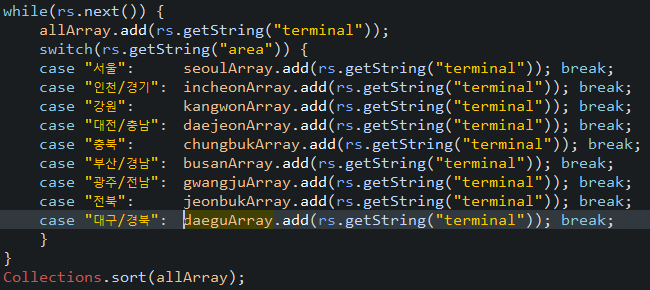 while(rs.next()) {
    allArray.add(rs.getString("terminal"));
    switch(rs.getString("area")) {
    case "서울":      seoulArray.add(rs.getString("terminal")); break;
    case "인천/경기":  incheonArray.add(rs.getString("terminal")); break;
    case "강원":      kangwonArray.add(rs.getString("terminal")); break;
    case "대전/충남":  daejeonArray.add(rs.getString("terminal")); break;
    case "충북":      chungbukArray.add(rs.getString("terminal")); break;
    case "부산/경남":  busanArray.add(rs.getString("terminal")); break;
    case "광주/전남":  gwangjuArray.add(rs.getString("terminal")); break;
    case "전북":      jeonbukArray.add(rs.getString("terminal")); break;
    case "대구/경북":  daeguArray.add(rs.getString("terminal")); break;
    }
}
Collections.sort(allArray);